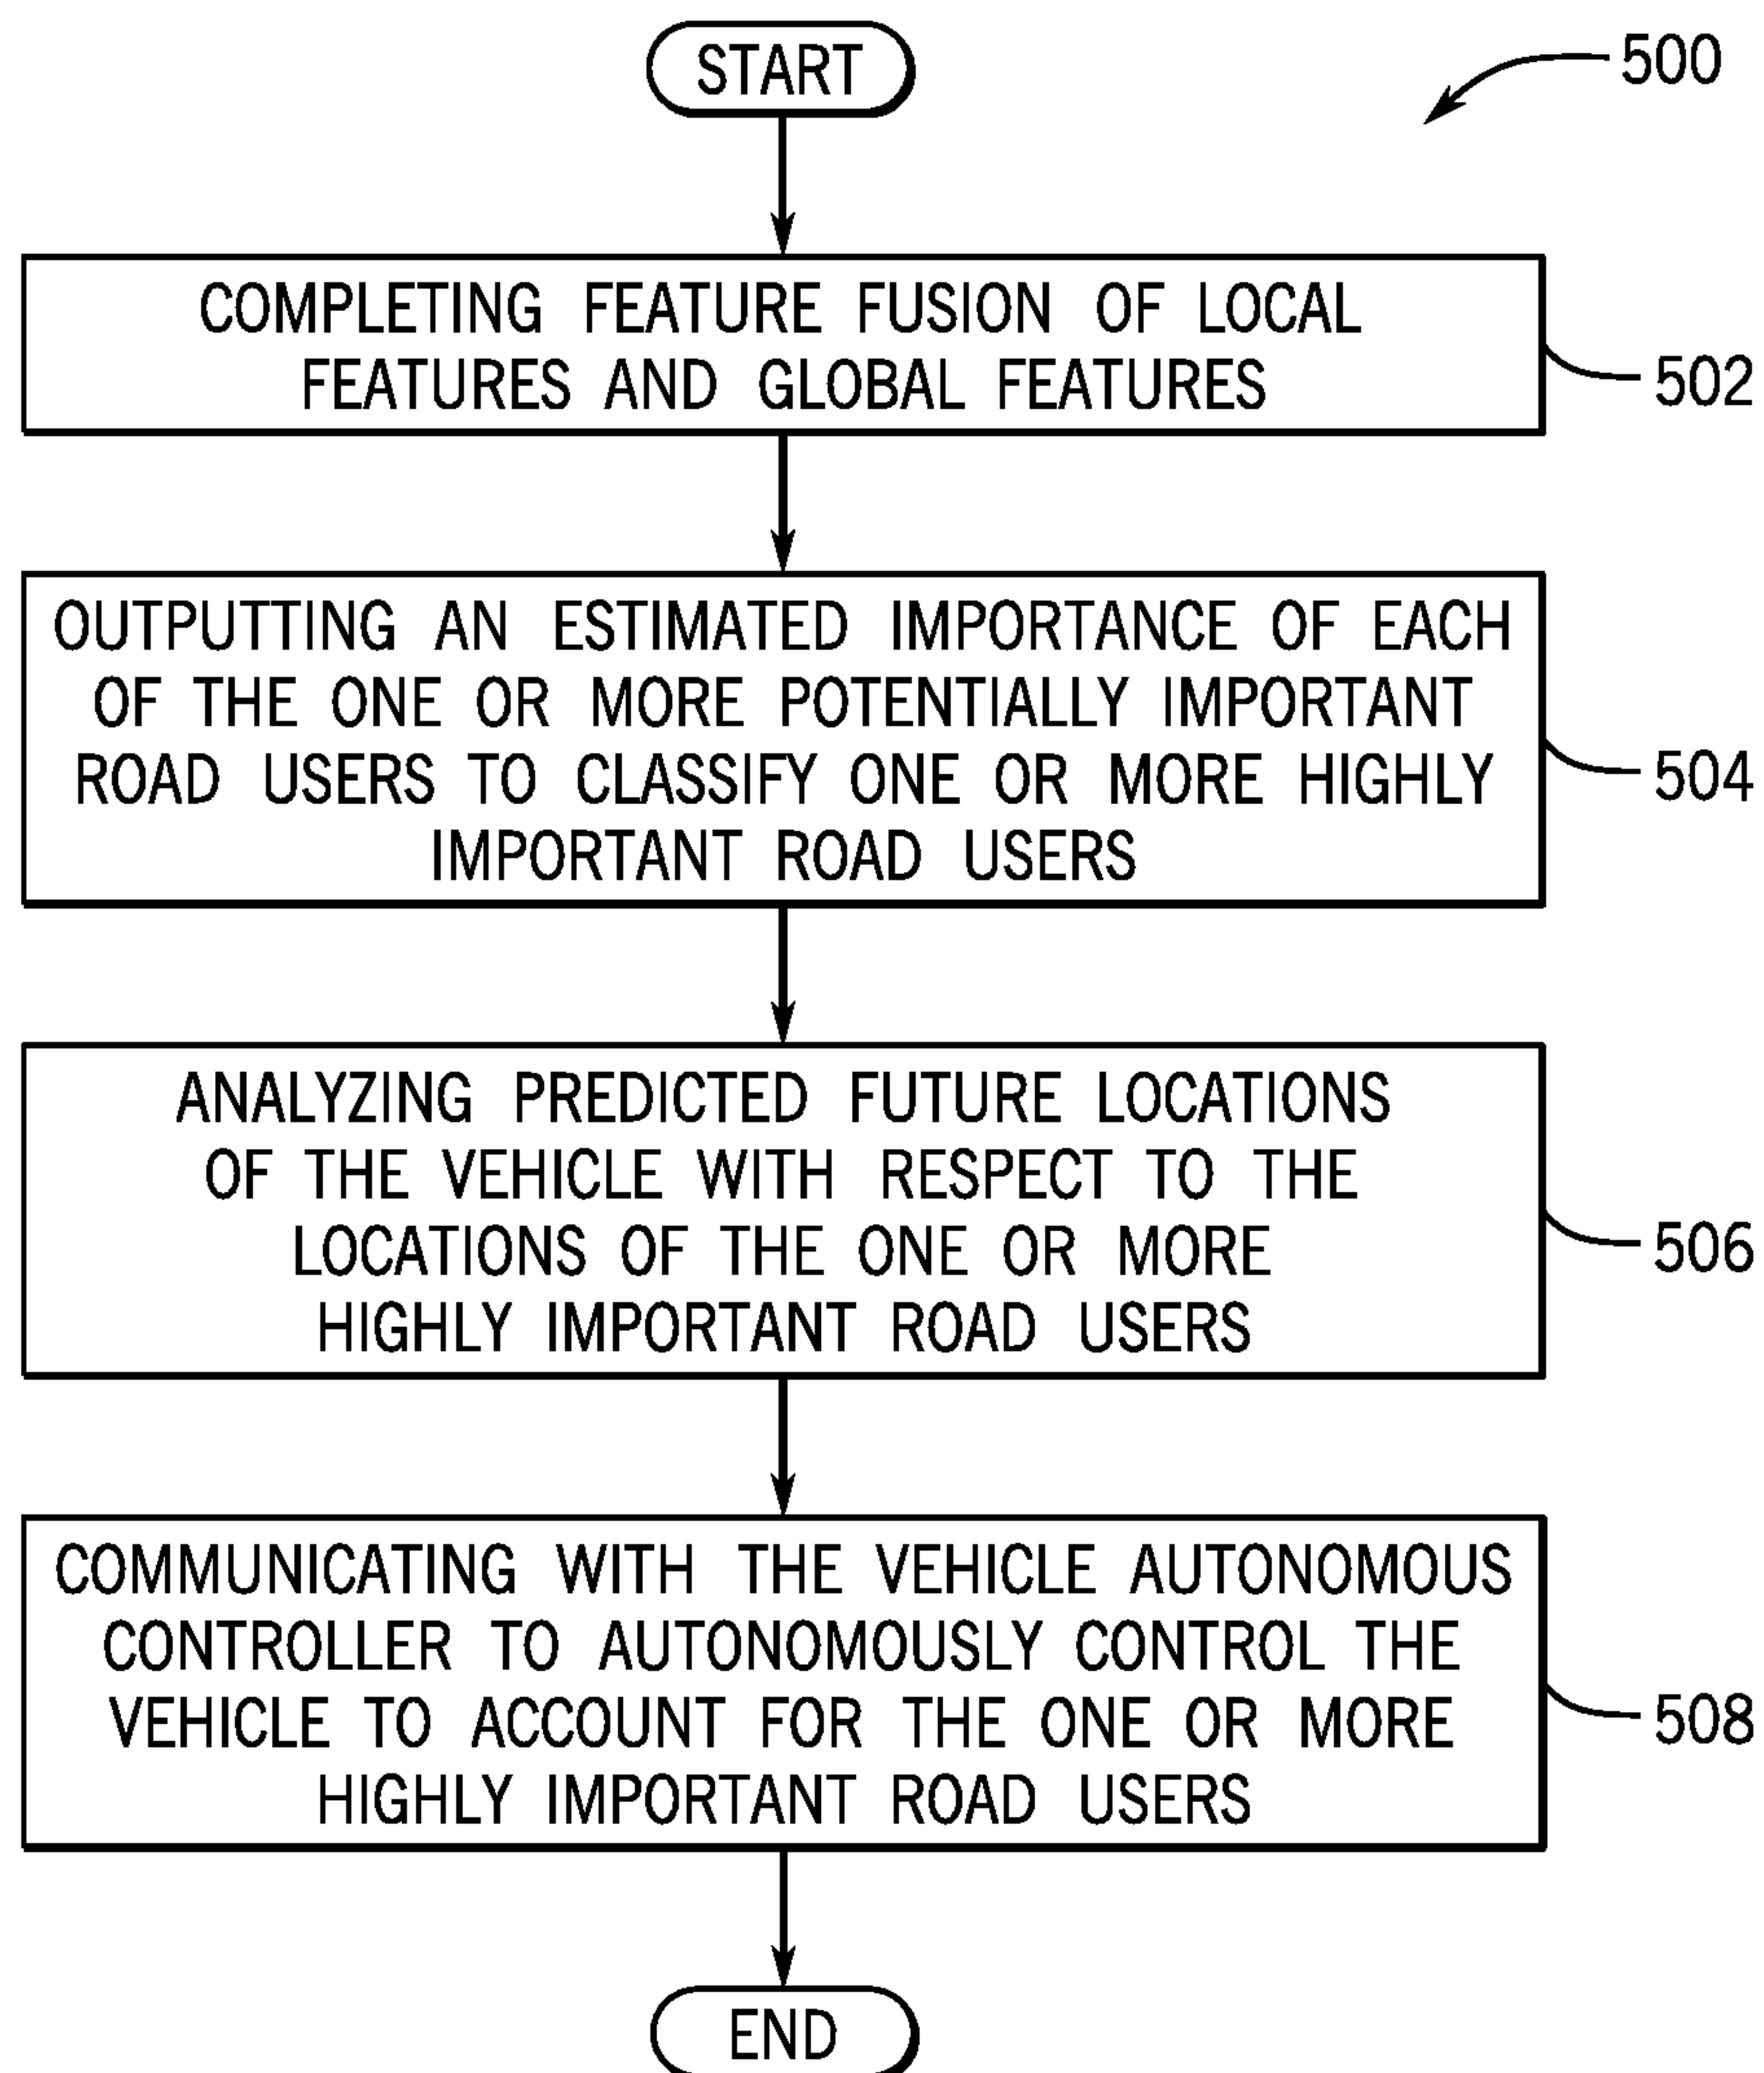 START
500
COMPLETING FEATURE FUSION OF LOCAL
FEATURES AND GLOBAL FEATURES
502
OUTPUTTING AN ESTIMATED IMPORTANCE OF EACH
OF THE ONE OR MORE POTENTIALLY IMPORTANT
ROAD USERS TO CLASSIFY ONE OR MORE HIGHLY
IMPORTANT ROAD USERS
504
ANALYZING PREDICTED FUTURE LOCATIONS
OF THE VEHICLE WITH RESPECT TO THE
LOCATIONS OF THE ONE OR MORE
HIGHLY IMPORTANT ROAD USERS
506
COMMUNICATING WITH THE VEHICLE AUTONOMOUS
CONTROLLER TO AUTONOMOUSLY CONTROL THE
VEHICLE TO ACCOUNT FOR THE ONE OR MORE
HIGHLY IMPORTANT ROAD USERS
508
END